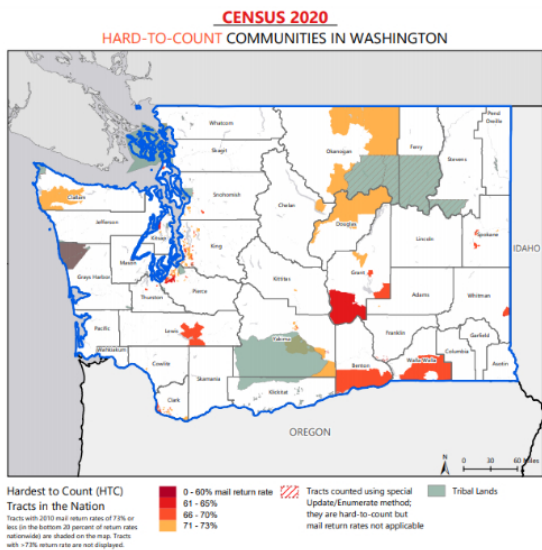 CENSUS 2020
HARD-TO-COUNT COMMUNITIES IN WASHINGTON
Whatcom
Pend
Oreille
Okanogan
Ferry
Stevens
Skagit
Clallam
Snohomish
Chelan
Jefferson
Douglas
Kitsap
King
Lincoln
Spokane
IDAHO
Mason
Grays Harbor
Grant
Kittitas
Thurston
Pierce
Adams
Whitman
Pacific
Lewis
Yakima
Franklin
Garfield
Wahkiakum
Benton
Walla Walla
Columbia
Cowlitz
Skamania
Asotin
Klickitat
Clark
OREGON
N
0 30 60 Miles
Hardest to Count (HTC)
Tracts in the Nation
Tracts with 2010 mail return rates of 73% or
less (in the bottom 20 percent of return rates
nationwide) are shaded on the map. Tracts
with >73% return rate are not displayed.
0 - 60% mail return rate
61 - 65%
66 - 70%
71 - 73%
Tracts counted using special
Update/Enumerate method;
they are hard-to-count but
mail return rates not applicable
Tribal Lands